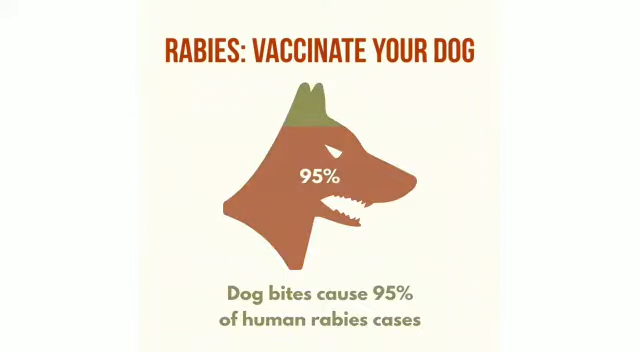 RABIES: VACCINATE YOUR DOG
95%
Dog bites cause 95%
of human rabies cases